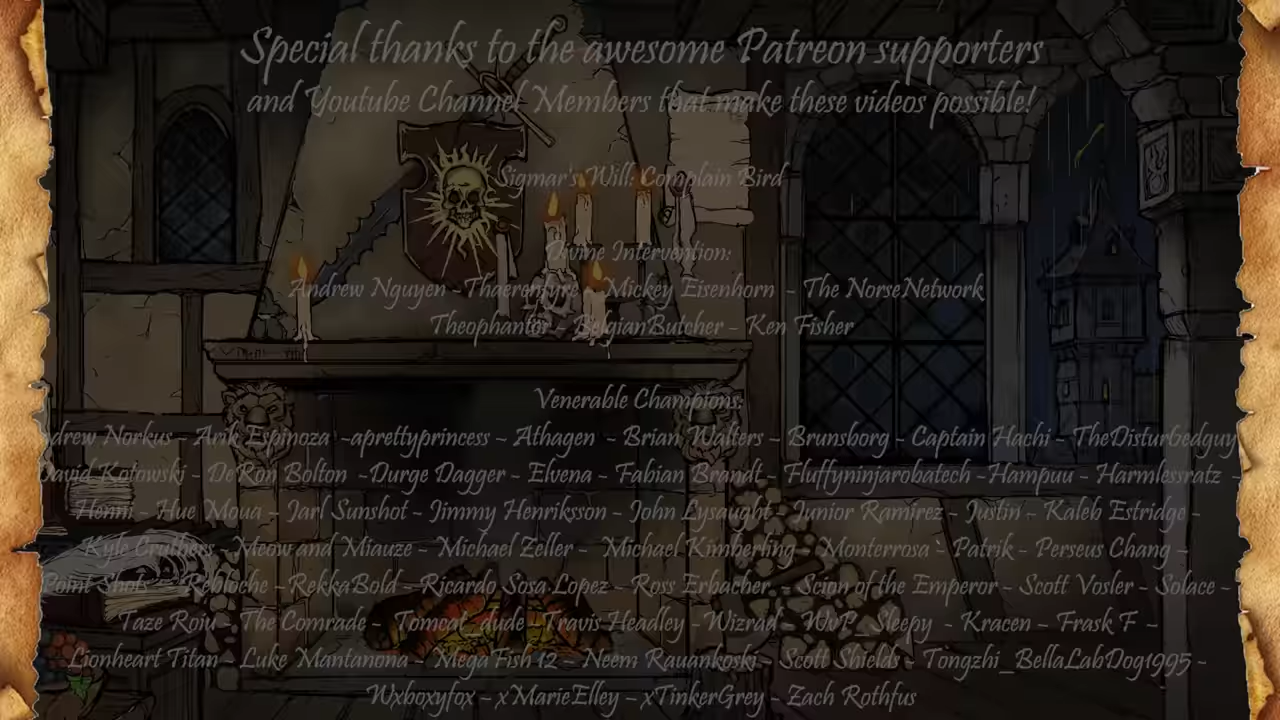 Special thanks to the awesome Patreon supporters
and Youtube Channel Members that make these videos possible!
Sigmar's Will: Complain Bird
Divine Intervention:
Andrew Nguyen - Thaerenfyre - Mickey Eisenhorn - The NorseNetwork
Theophantor - BelgianButcher - Ken Fisher
Venerable Champions:
drew Norkus - Arik Espinoza -aprettyprincess - Athagen - Brian Walters - Brunsborg - Captain Hachi - TheDisturbedguy
David Kotowski - DeRon Bolton -Durge Dagger - Elvena - Fabian Brandt - Fluffyninjarobatech -Hampuu - Harmlessratz -
Henni - Hue Moua - Jarl Sunshot - Jimmy Henriksson - John Lysaught - Junior Ramírez - Justin - Kaleb Estridge -
Kyle Cruthers - Meow and Miauze - Michael Zeller - Michael Kimberling - Monterrosa - Patrik - Perseus Chang -
Point Shots - Rebloche -RekkaBold -Ricardo Sosa Lopez - Ross Erbacher - Scion of the Emperor - Scott Vosler - Solace -
Taze Roiu - The Comrade - Tomcat_dude -Travis Headley - Wizrad - WvP_Sleepy - Kracen - Frask F -
Lionheart Titan - Luke Mantanona - MegaFish12 - Neem Rauankoski - Scott Shields - Tongzhi_BellaLabDog1995 -
Wxboxyfox - xMarieElley - xTinkerGrey - Zach Rothfus